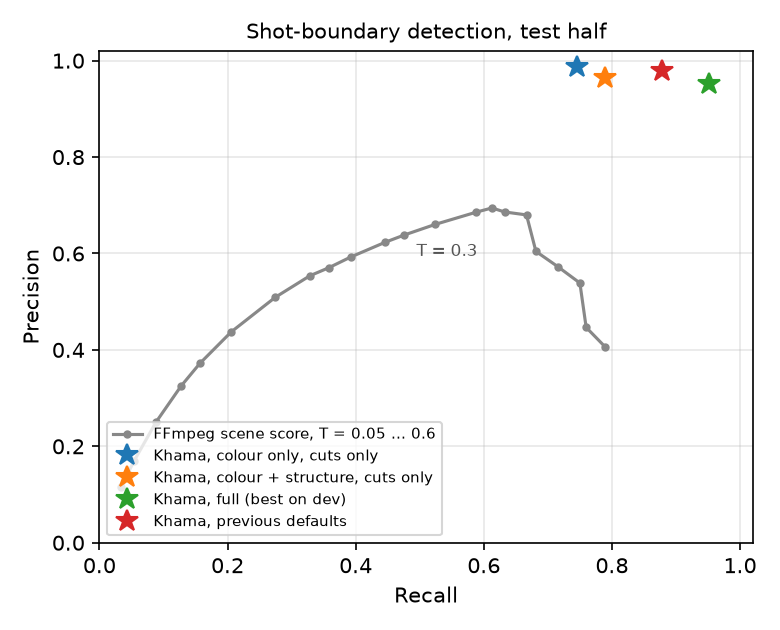 Shot-boundary detection, test half
Precision
1.0
0.8
0.6
0.4
0.2
0.0
T = 0.3
FFmpeg scene score, T = 0.05 ... 0.6
Khama, colour only, cuts only
Khama, colour + structure, cuts only
Khama, full (best on dev)
Khama, previous defaults
0.0 0.2 0.4 0.6 0.8 1.0
Recall